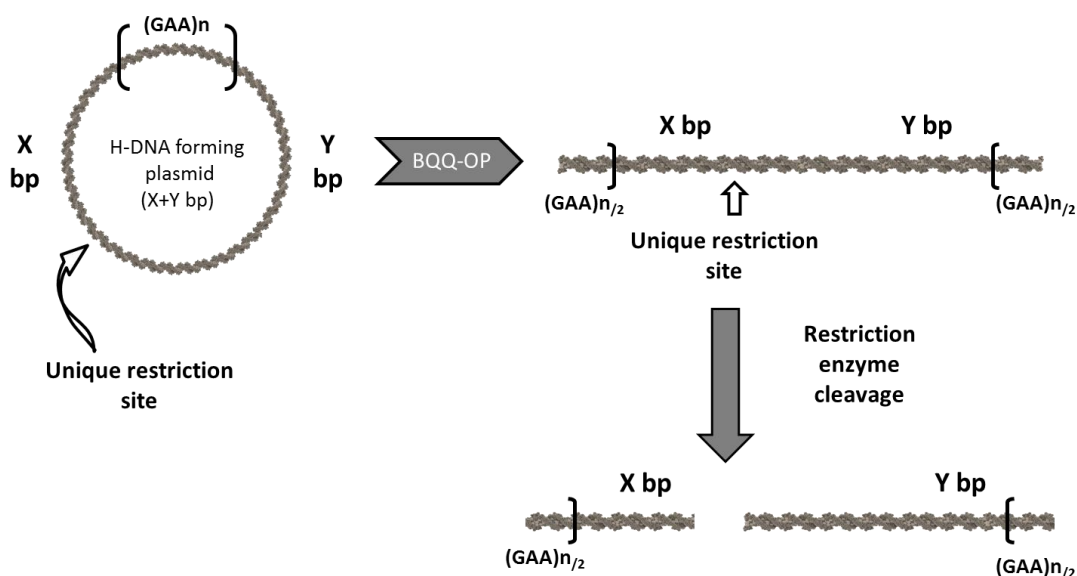 (GAA)n
X
bp
H-DNA forming
plasmid
(X+Y bp)
Y
bp
Unique restriction
site
BQQ-OP
X bp
Y bp
(GAA)n/2
(GAA)n/2
Unique restriction
site
Restriction
enzyme
cleavage
X bp
Y bp
(GAA)n/2
(GAA)n/2